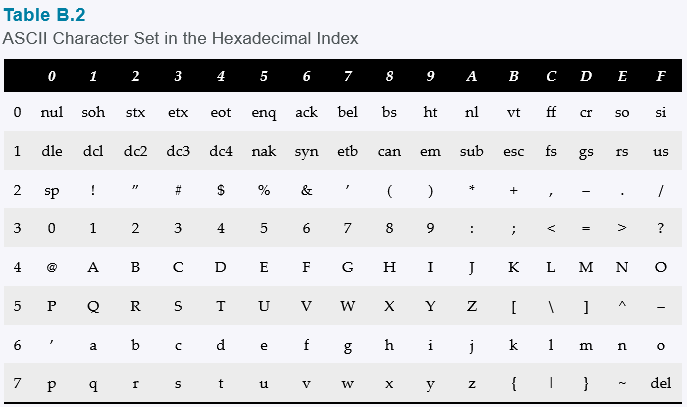 Table B.2
ASCII Character Set in the Hexadecimal Index
0 1 2 3 4 5 6 7 8 9 A B C D E F
0 nul soh stx etx eot enq ack bel bs ht nl vt ff cr so si
1 dle dcl dc2 dc3 dc4 nak syn etb can em sub esc fs gs rs us
2 sp ! ” # $ % & ’ ( ) * + , – . /
3 0 1 2 3 4 5 6 7 8 9 : ; < = > ?
4 @ A B C D E F G H I J K L M N O
5 P Q R S T U V W X Y Z [ \ ] ^ –
6 ’ a b c d e f g h i j k l m n o
7 p q r s t u v w x y z { | } ~ del